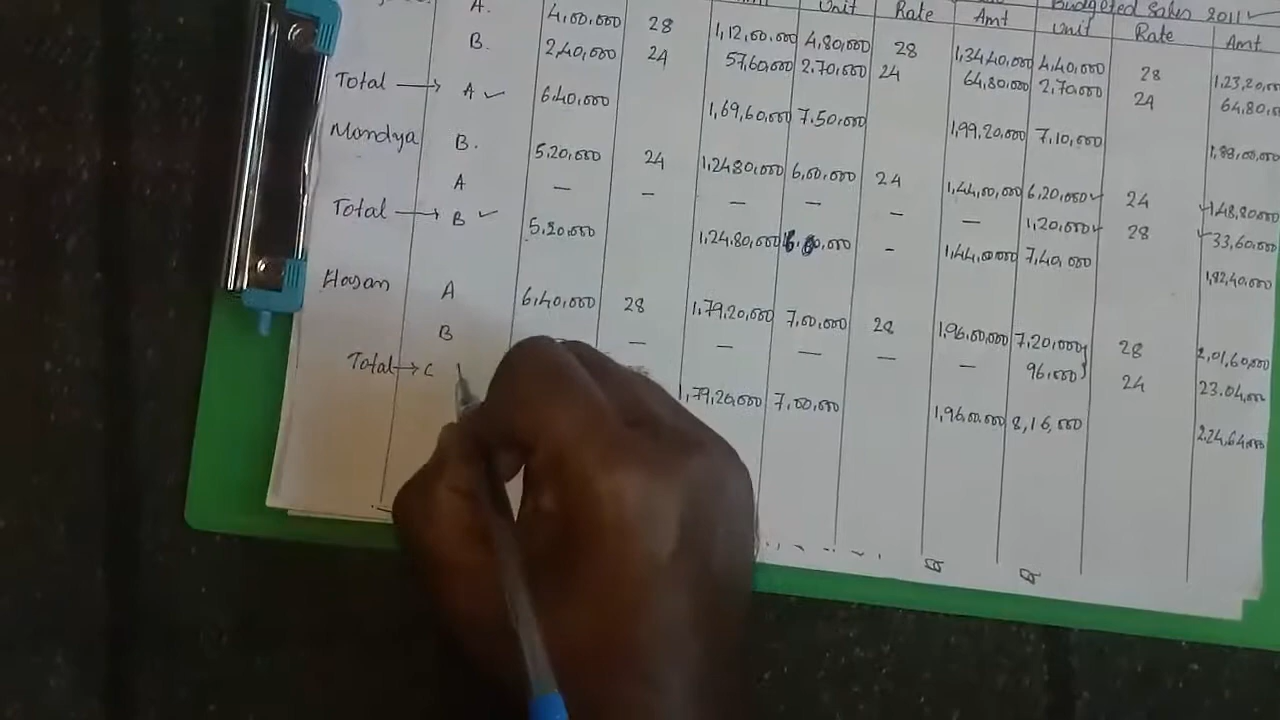 Unit Rate Amt Unit Rate Amt
Budgeted Sales 2011
A. 4,00,000 28 1,12,00,000 4,80,000 28 1,34,40,000 4,40,000 28 1,23,20,000
B. 2,40,000 24 57,60,000 2,70,000 24 64,80,000 2,70,000 24 64,80,0
Total → A ✓ 6,40,000 1,69,60,000 7,50,000 1,99,20,000 7,10,000 1,88,00,000
Mandya B. 5,20,000 24 1,24,80,000 6,00,000 24 1,44,00,000 6,20,000 24 1,48,80,000
A — — — — — — 1,20,000 28 33,60,000
Total → B ✓ 5,20,000 1,24,80,000 6,00,000 - 1,44,00,000 7,40,000 1,82,40,000
Hasan A 6,40,000 28 1,79,20,000 7,00,000 28 1,96,00,000 7,20,000 28 2,01,60,000
B — — — — — 96,000 24 23,04,000
Total → C 1,79,20,000 7,00,000 1,96,00,000 8,16,000 2,24,64,000